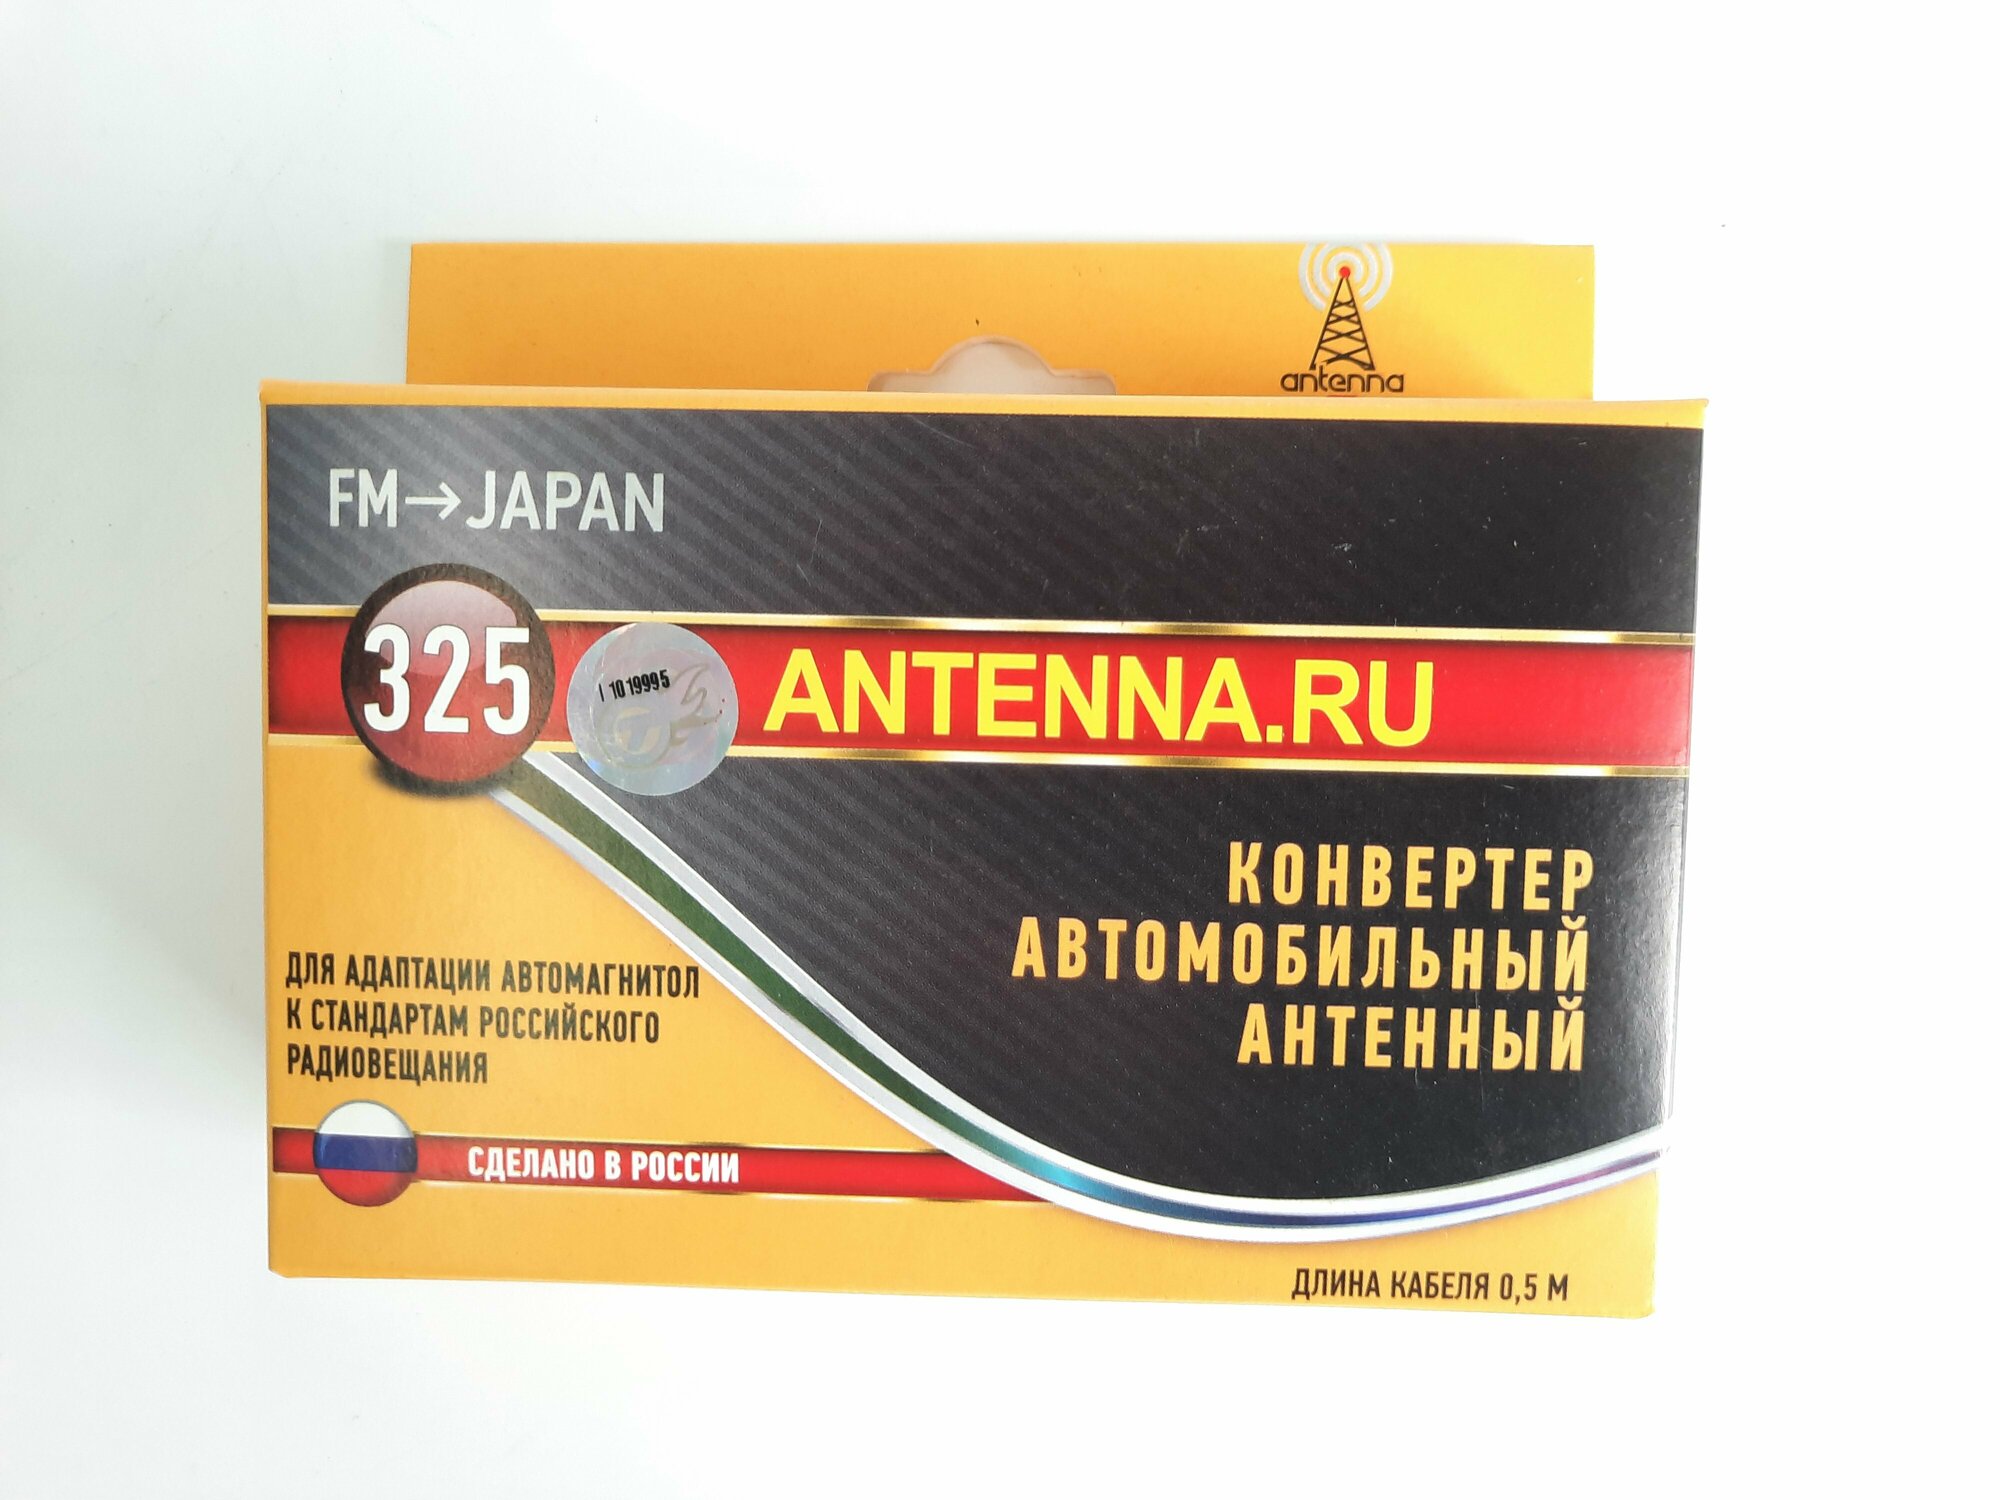 antenna
FM→JAPAN
325
1019995
ANTENNA.RU
КОНВЕРТЕР
АВТОМОБИЛЬНЫЙ
АНТЕННЫЙ
ДЛЯ АДАПТАЦИИ АВТОМАГНИТОЛ
К СТАНДАРТАМ РОССИЙСКОГО
РАДИОВЕЩАНИЯ
СДЕЛАНО В РОССИИ
ДЛИНА КАБЕЛЯ 0,5 М